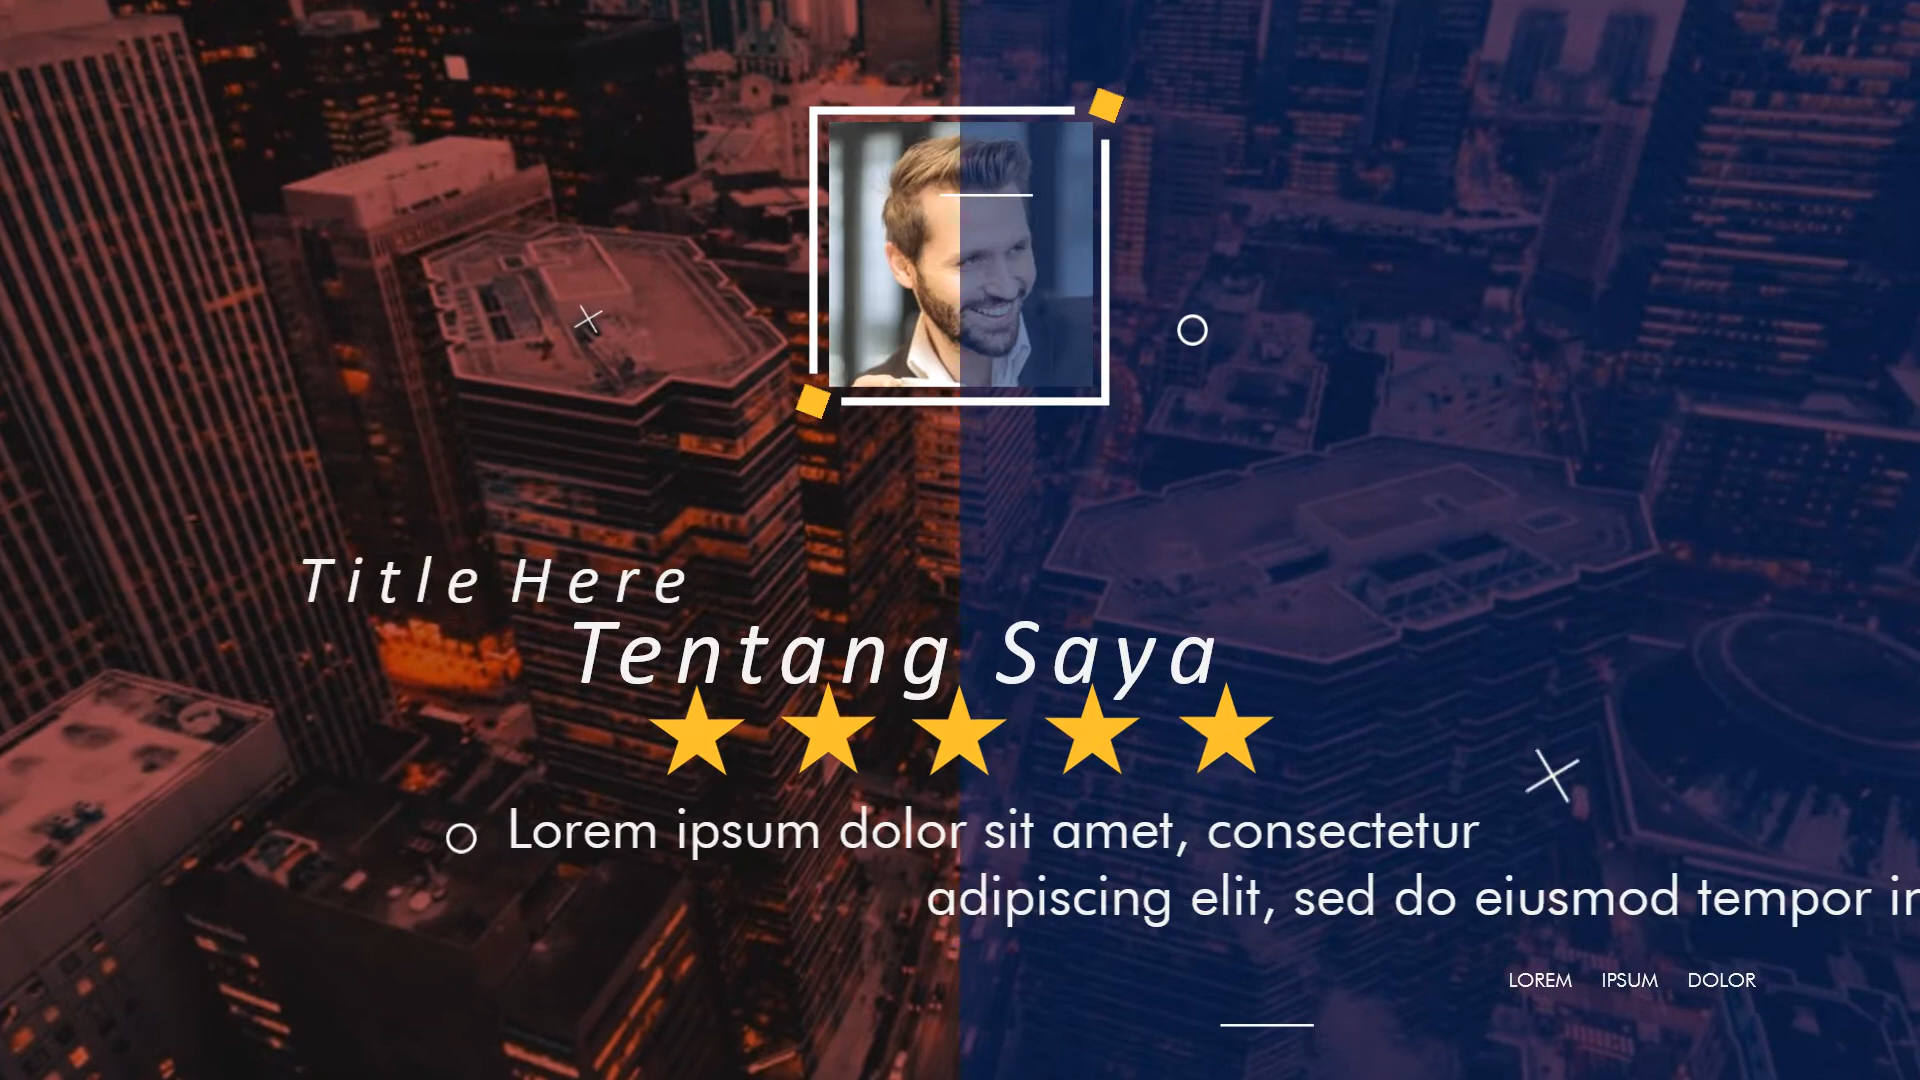 Title Here
Tentang Saya
Lorem ipsum dolor sit amet, consectetur
adipiscing elit, sed do eiusmod tempor in
LOREM IPSUM DOLOR